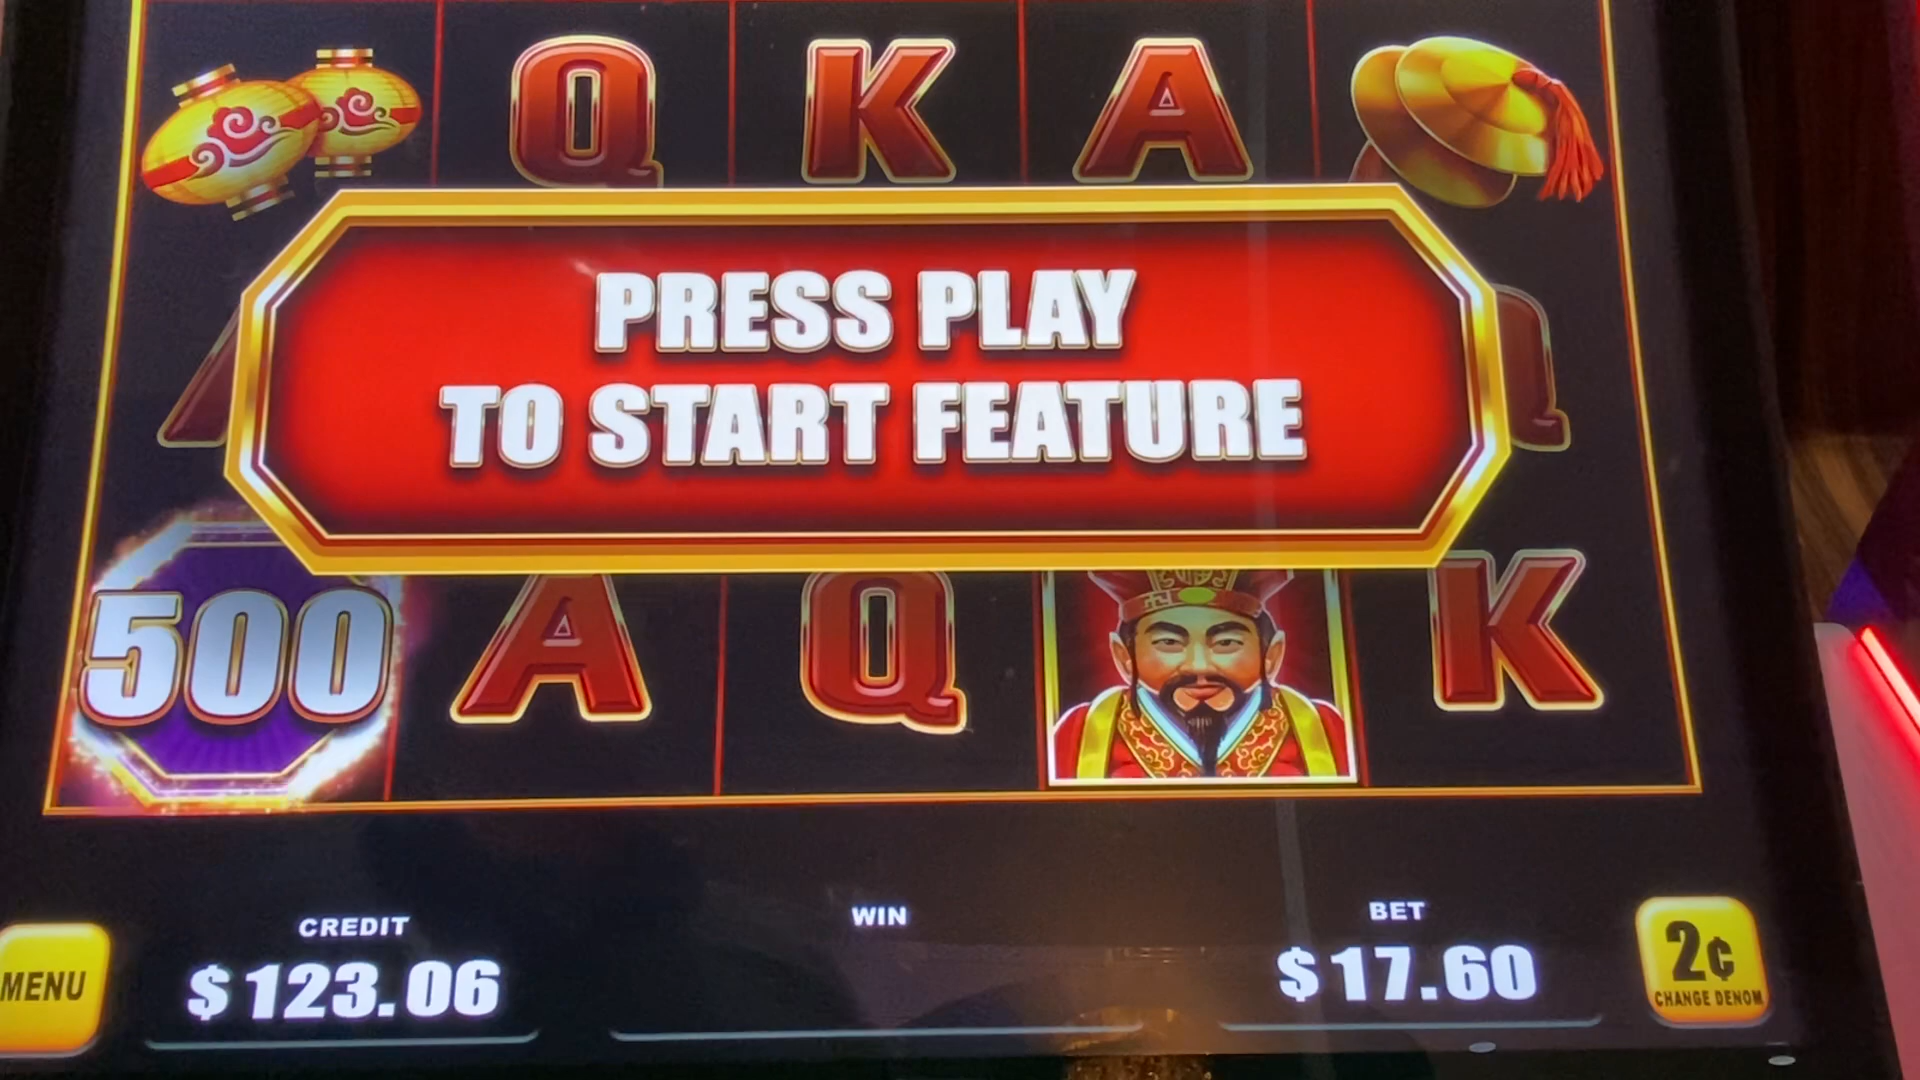 Q K A
PRESS PLAY
TO START FEATURE
500 A Q K
CREDIT WIN BET
MENU $123.06 $17.60 2¢
CHANGE DENOM